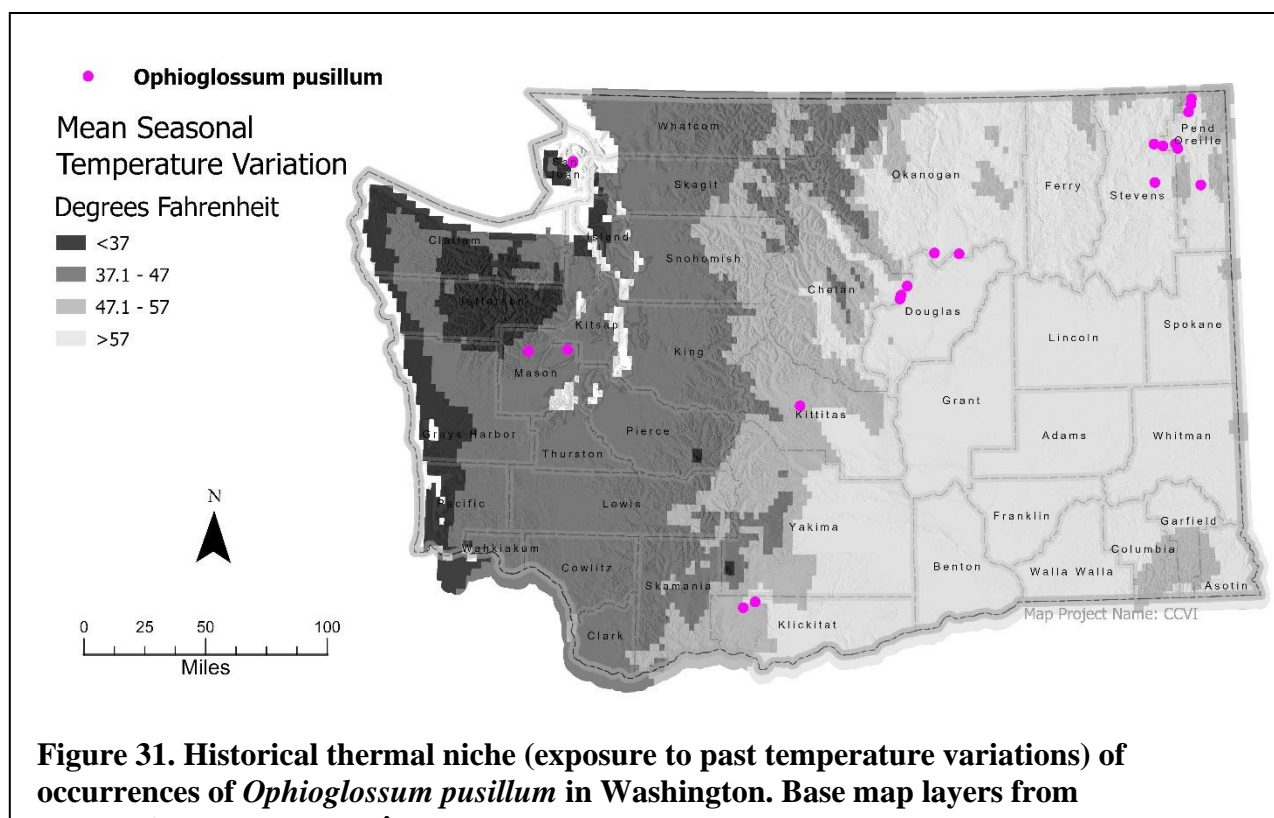 Ophioglossum pusillum
Mean Seasonal
Temperature Variation
Degrees Fahrenheit
<37
37.1 - 47
47.1 - 57
>57
N
0 25 50 100
Miles
Whatcom
San
Juan
Skagit
Okanogan
Ferry
Stevens
Pend
Oreille
Clallam
Island
Snohomish
Chelan
Jefferson
Kitsap
Douglas
Lincoln
Spokane
King
Mason
Kittitas
Grant
Grays Harbor
Pierce
Adams
Whitman
Thurston
Pacific
Lewis
Yakima
Franklin
Garfield
Wahkiakum
Columbia
Cowlitz
Skamania
Benton
Walla Walla
Asotin
Klickitat
Clark
Map Project Name: CCVI
Figure 31. Historical thermal niche (exposure to past temperature variations) of
occurrences of Ophioglossum pusillum in Washington. Base map layers from